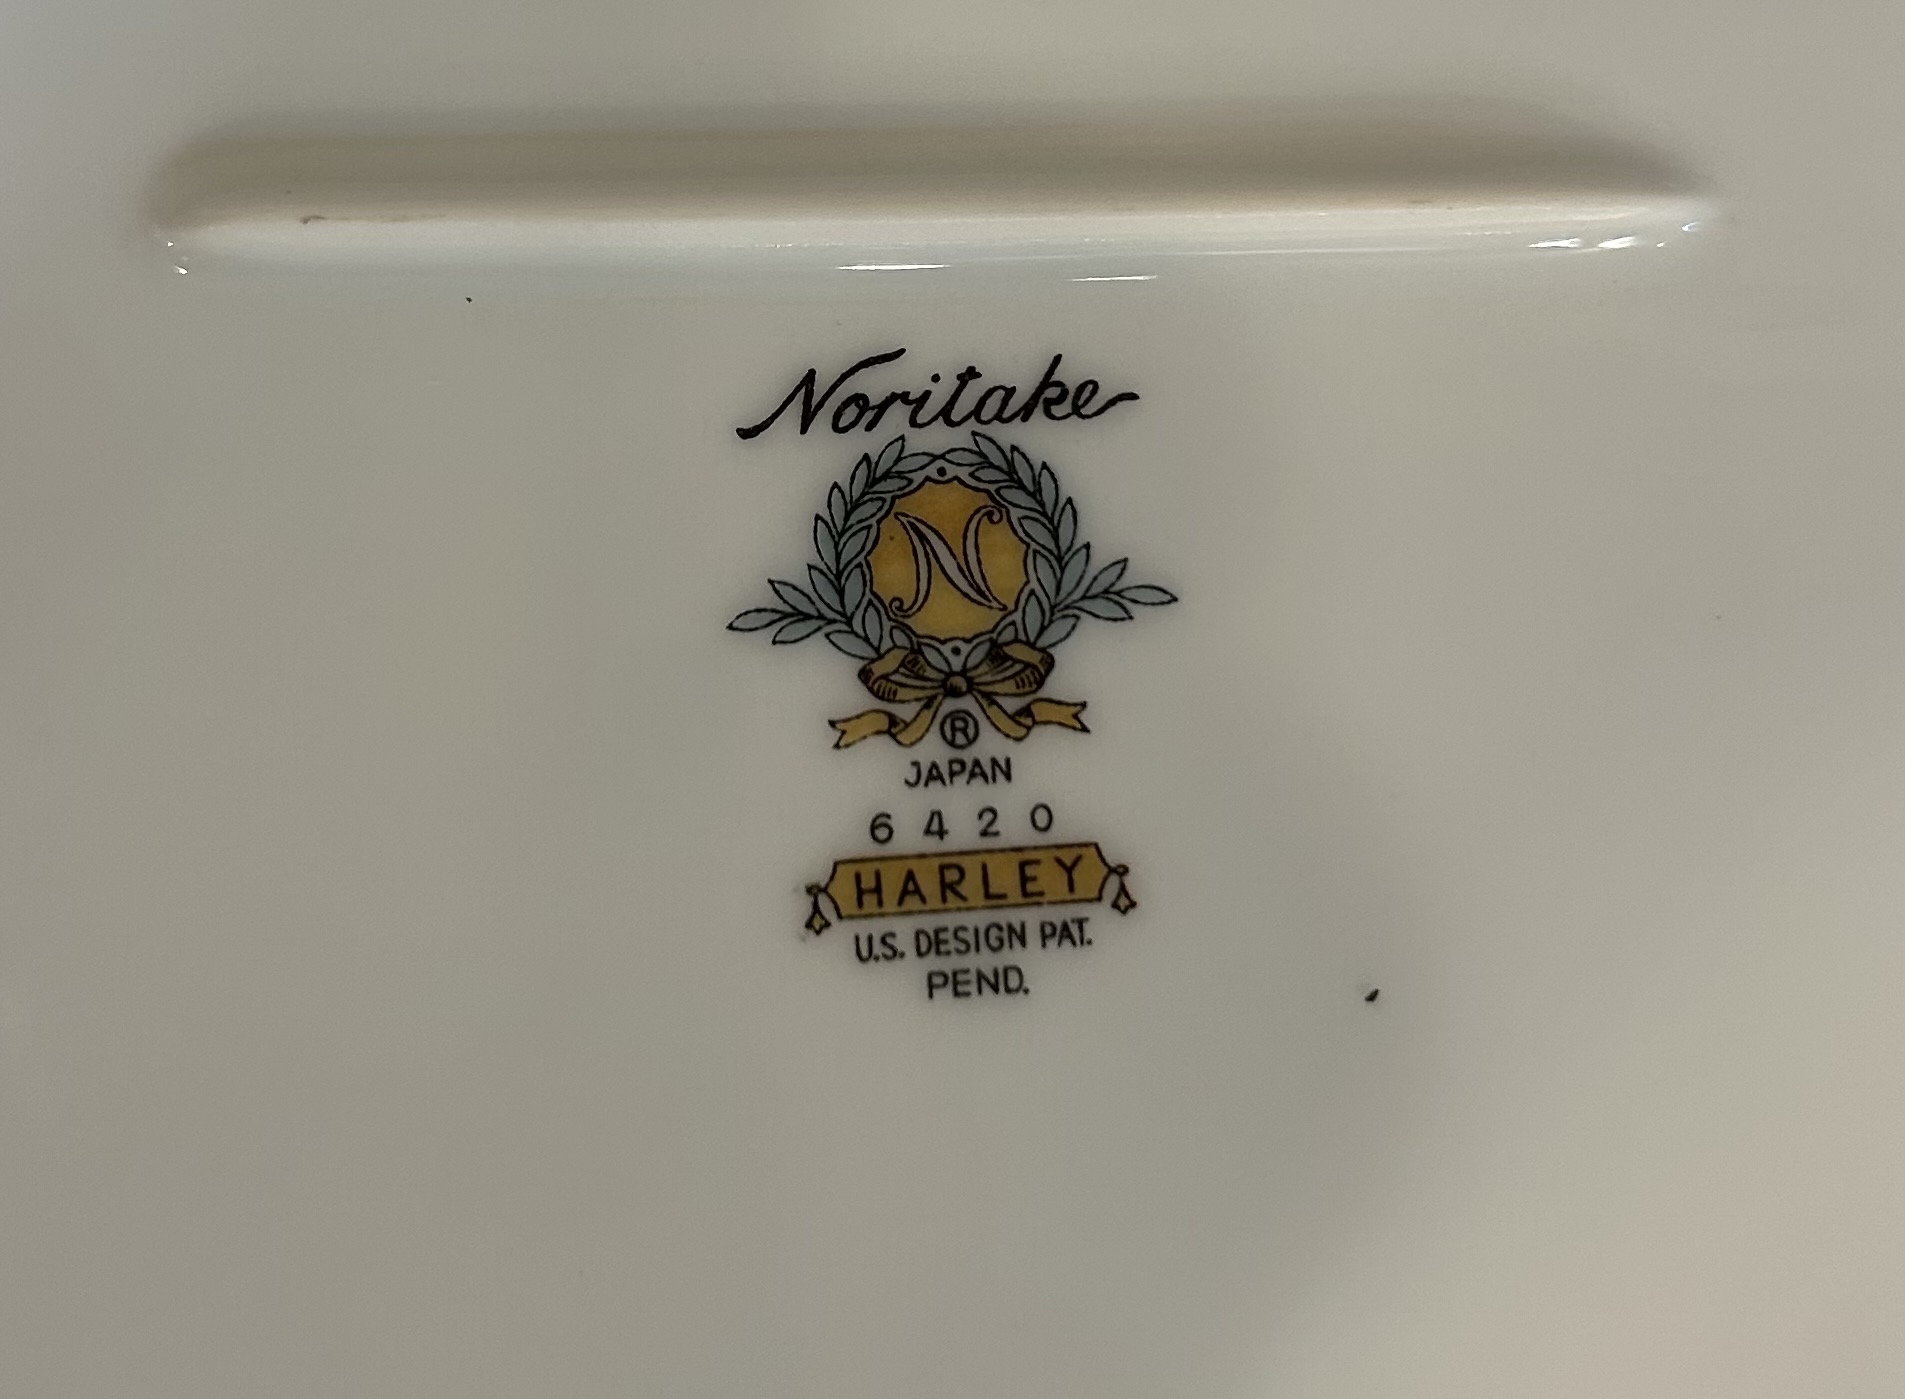 Noritake
N
®
JAPAN
6420
HARLEY
U.S. DESIGN PAT.
PEND.